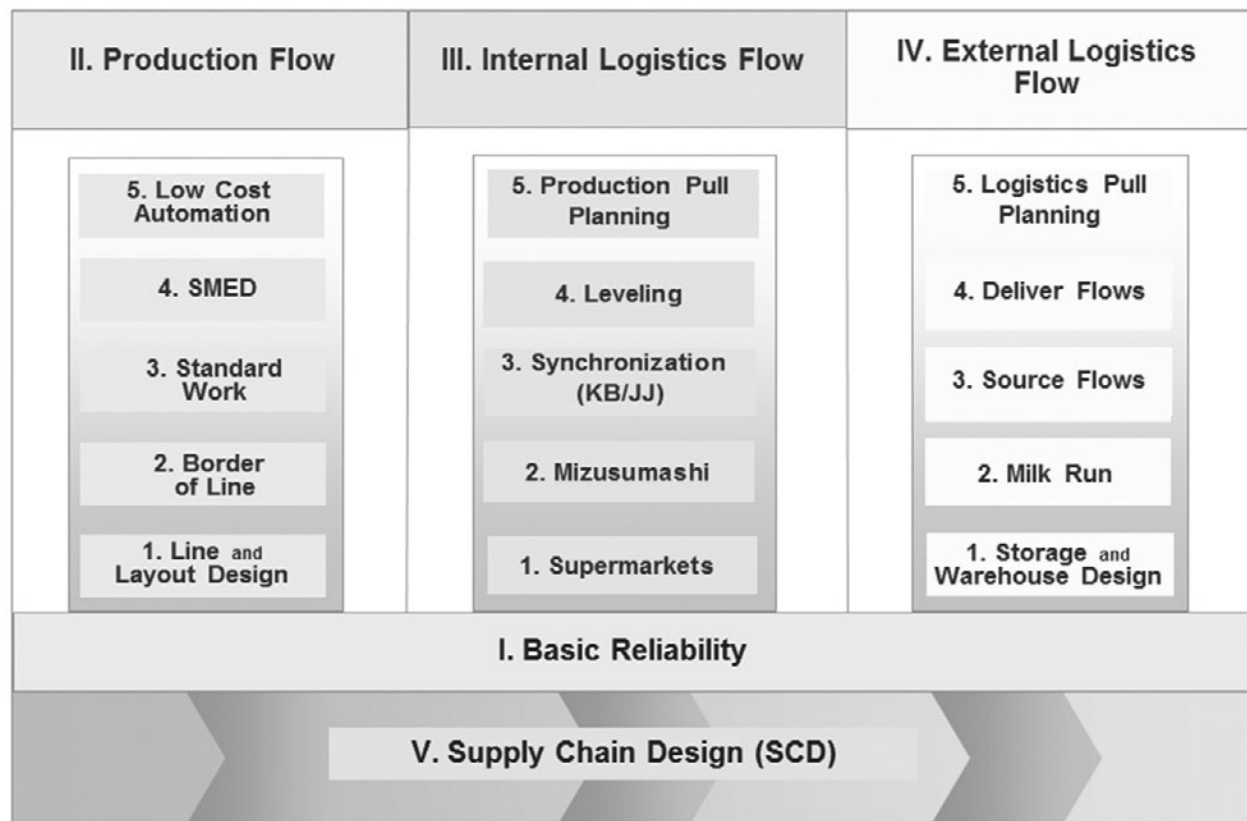 II. Production Flow
III. Internal Logistics Flow
IV. External Logistics
Flow
5. Low Cost
Automation
4. SMED
3. Standard
Work
2. Border
of Line
1. Line and
Layout Design
5. Production Pull
Planning
4. Leveling
3. Synchronization
(KB/JJ)
2. Mizusumashi
1. Supermarkets
5. Logistics Pull
Planning
4. Deliver Flows
3. Source Flows
2. Milk Run
1. Storage and
Warehouse Design
I. Basic Reliability
V. Supply Chain Design (SCD)